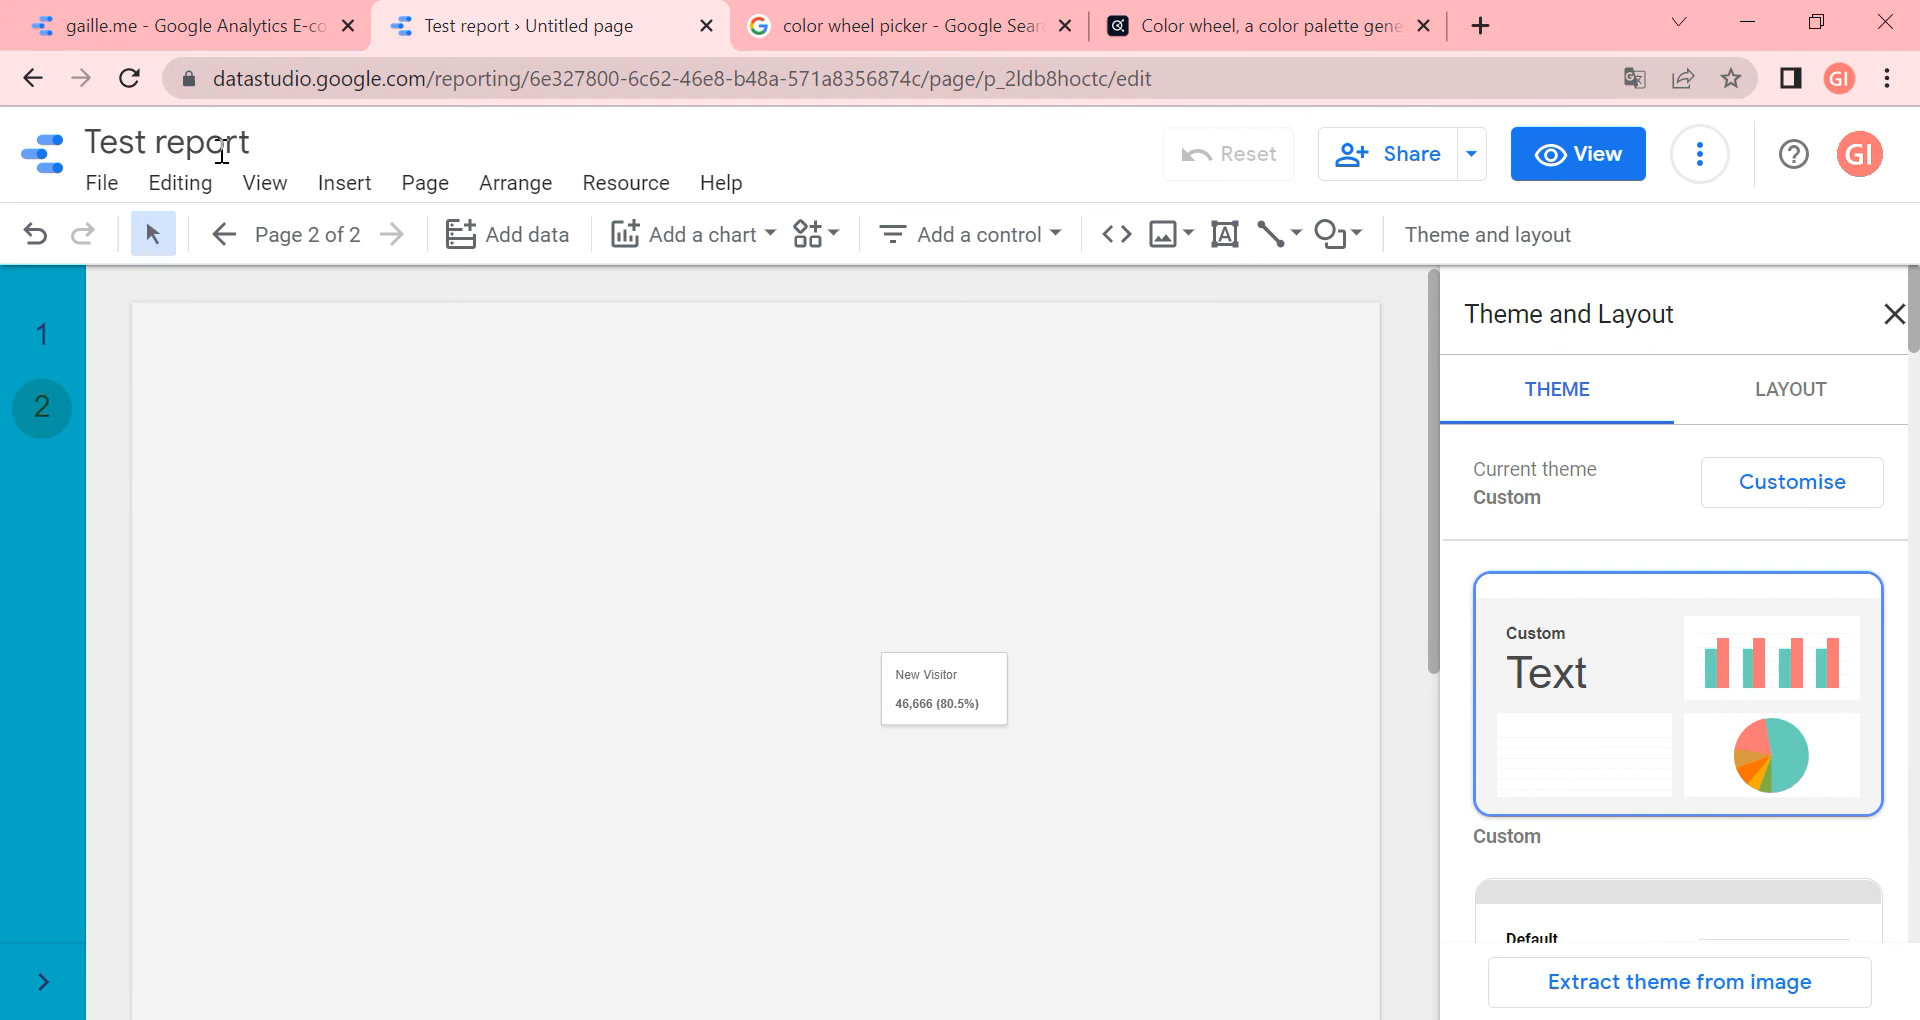 gaille.me - Google Analytics E-co
Test report › Untitled page
color wheel picker - Google Sear
Color wheel, a color palette gene
datastudio.google.com/reporting/6e327800-6c62-46e8-b48a-571a8356874c/page/p_2ldb8hoctc/edit
GI
Test report
Reset
Share
View
GI
File Editing View Insert Page Arrange Resource Help
Page 2 of 2
Add data
Add a chart
Add a control
Theme and layout
1
2
New Visitor
46,666 (80.5%)
Theme and Layout
THEME LAYOUT
Current theme
Custom
Customise
Custom
Text
Custom
Default
Extract theme from image